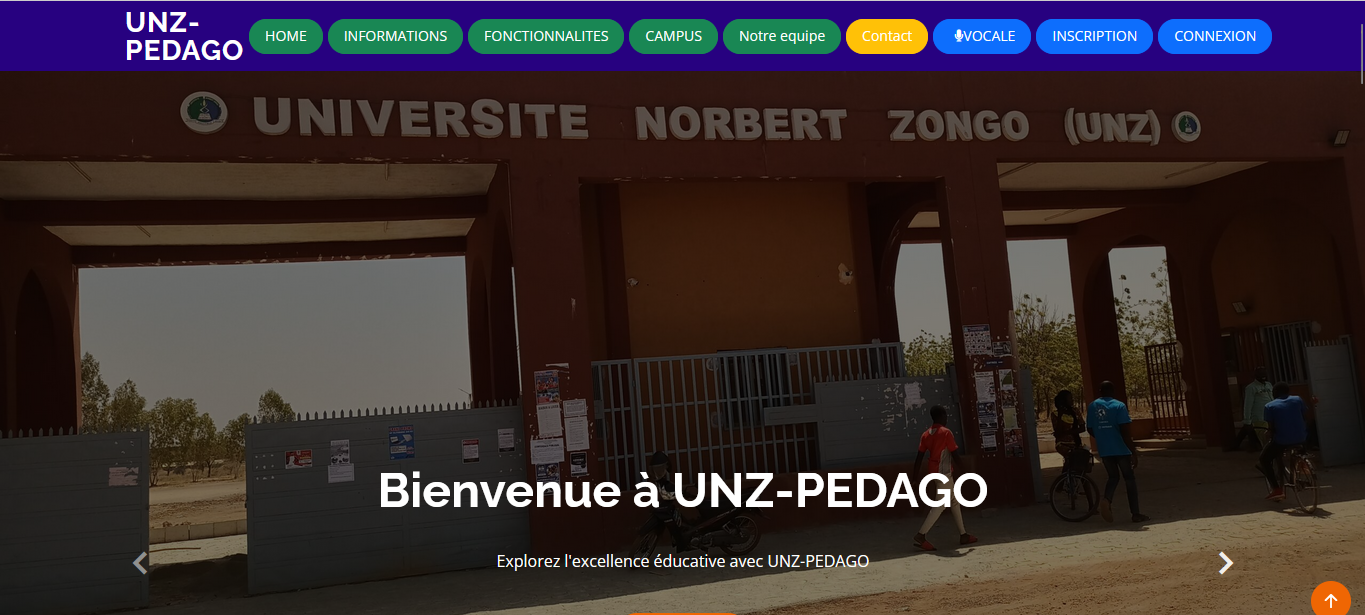 UNZ-
PEDAGO
HOME
INFORMATIONS
FONCTIONNALITES
CAMPUS
Notre equipe
Contact
VOCALE
INSCRIPTION
CONNEXION
UNIVERSITE NORBERT ZONGO (UNZ)
Bienvenue à UNZ-PEDAGO
Explorez l'excellence éducative avec UNZ-PEDAGO